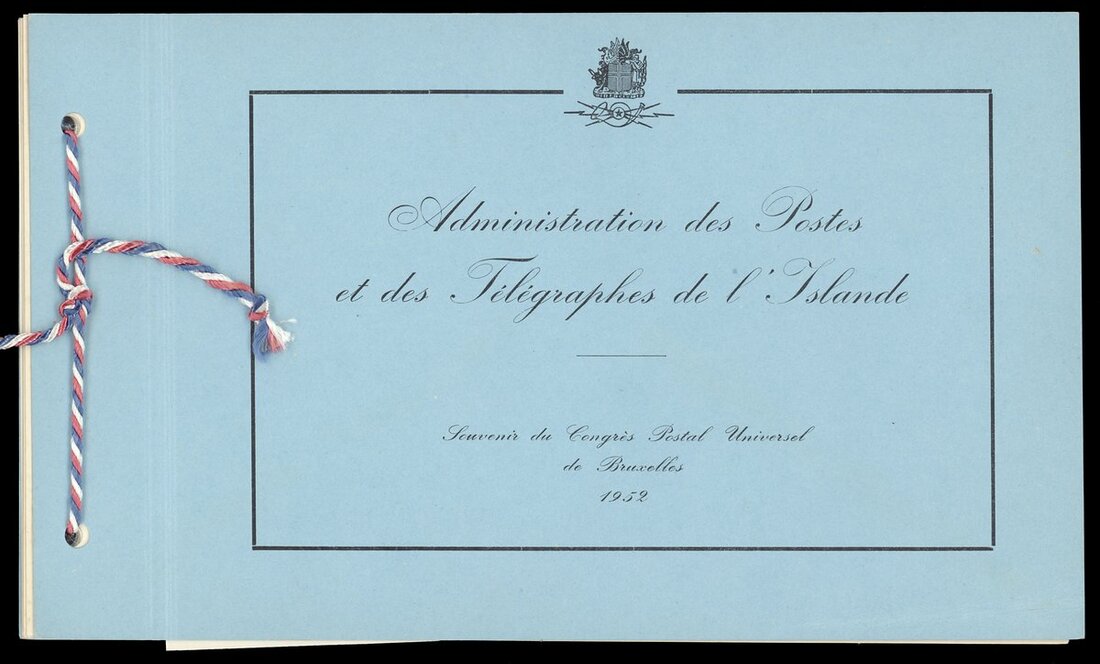 Administration des Postes
et des Télégraphes de l'Islande
Souvenir du Congrès Postal Universel
de Bruxelles
1952